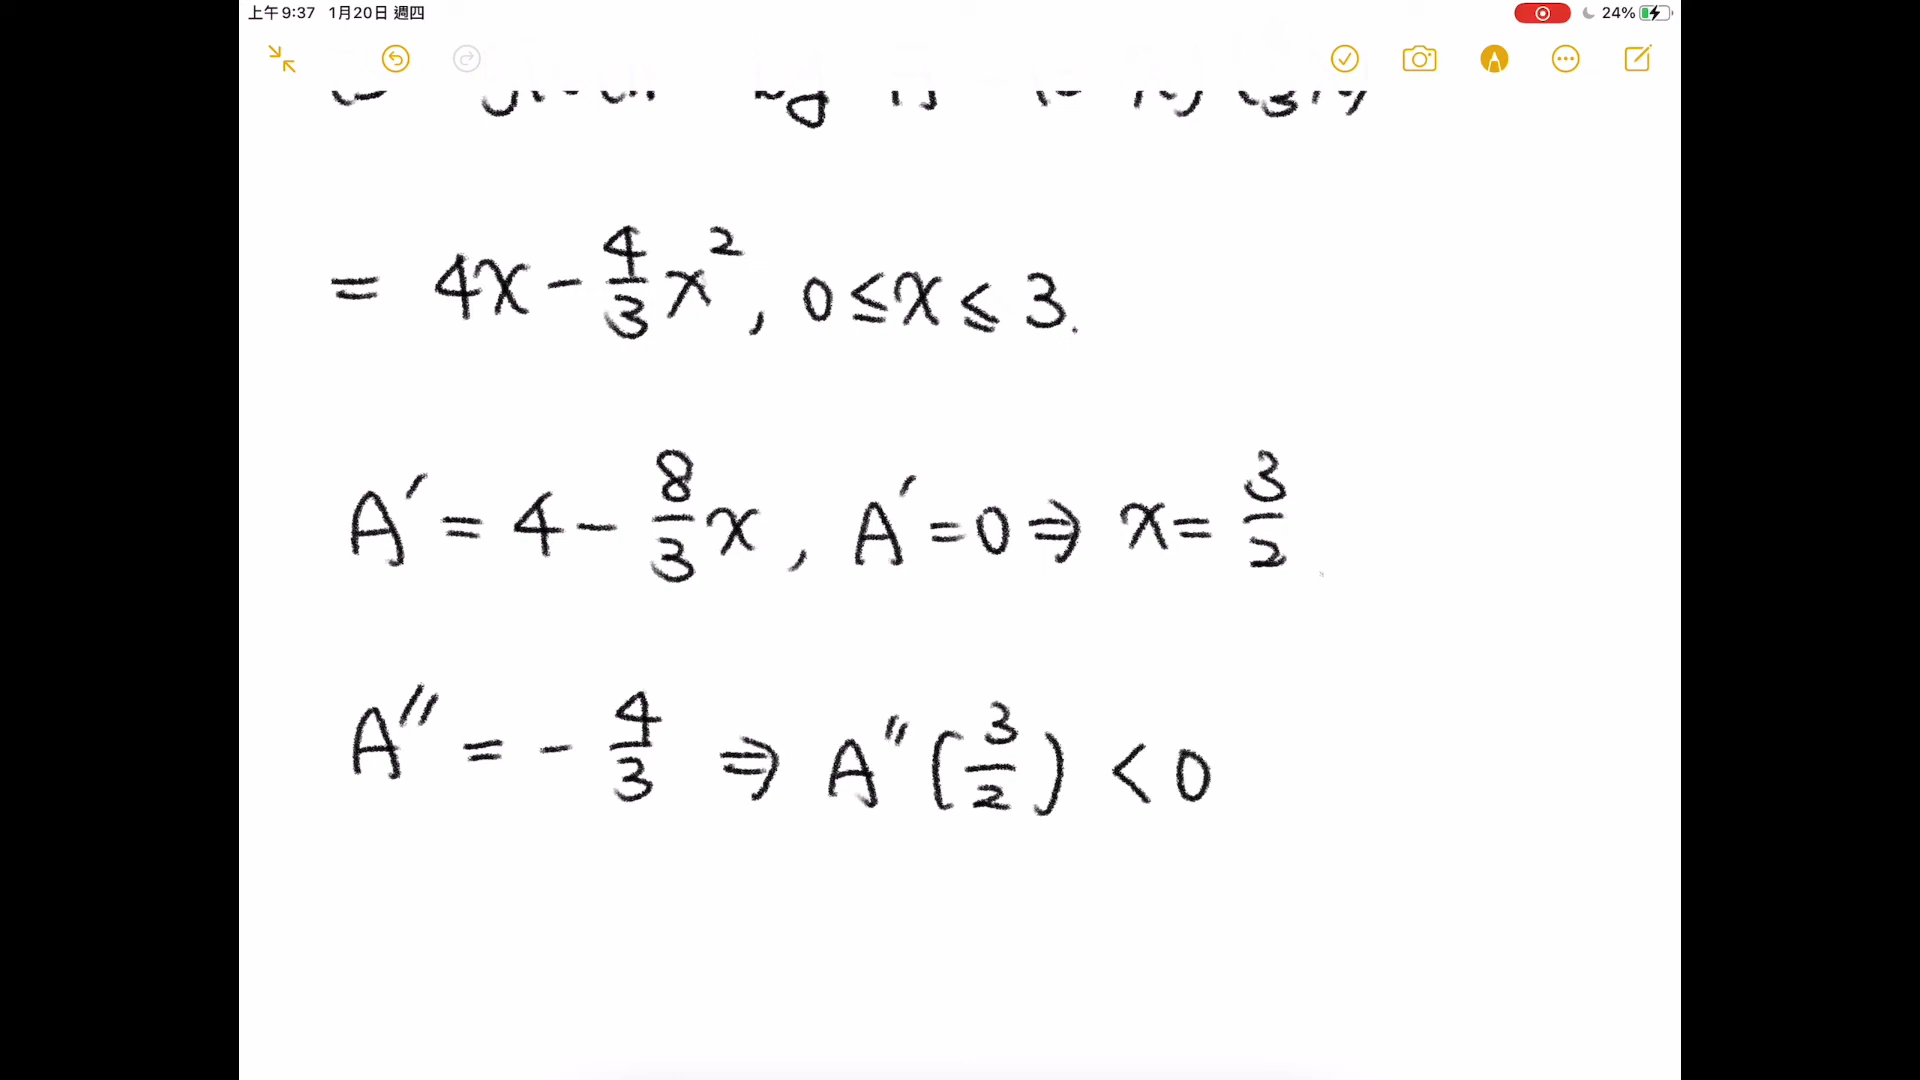 上午9:37 1月20日 週四 24%
= 4x - 4/3 x², 0 ≤ x ≤ 3.
A′ = 4 - 8/3 x, A′ = 0 ⇒ x = 3/2
A″ = - 4/3 ⇒ A″(3/2) < 0